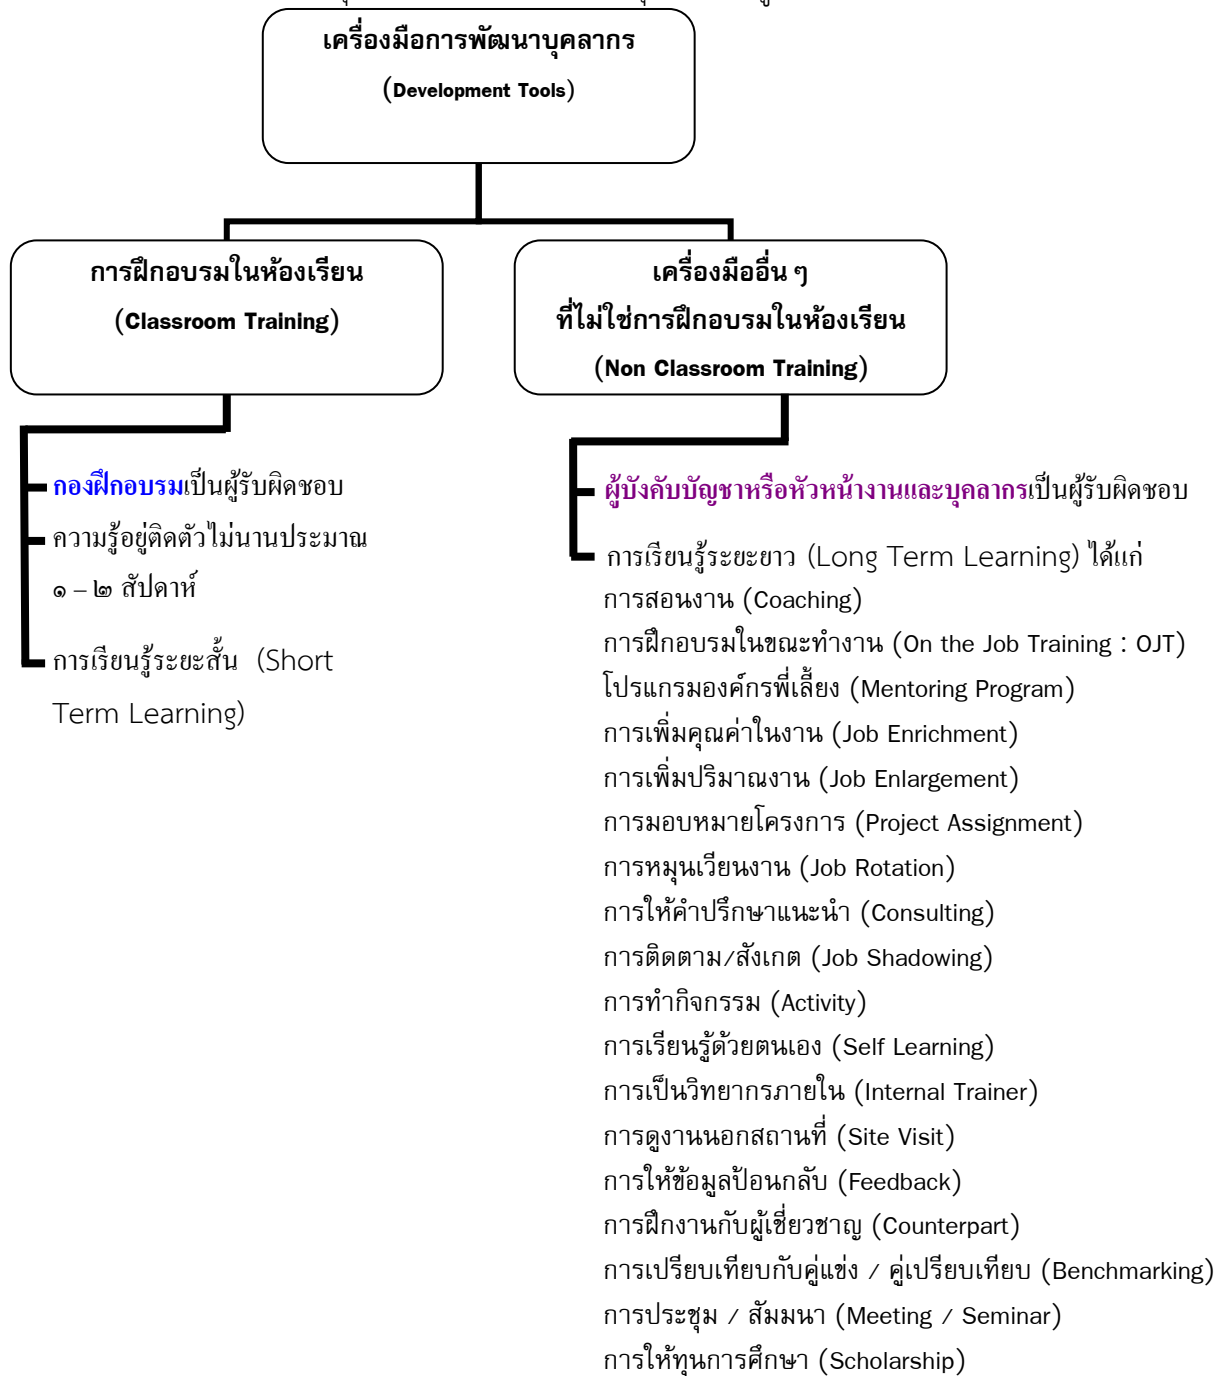 เครื่องมือการพัฒนาบุคลากร
(Development Tools)
การฝึกอบรมในห้องเรียน
(Classroom Training)
เครื่องมืออื่น ๆ
ที่ไม่ใช่การฝึกอบรมในห้องเรียน
(Non Classroom Training)
กองฝึกอบรมเป็นผู้รับผิดชอบ
ความรู้อยู่ติดตัวไม่นานประมาณ
๑ – ๒ สัปดาห์
การเรียนรู้ระยะสั้น (Short
Term Learning)
ผู้บังคับบัญชาหรือหัวหน้างานและบุคลากรเป็นผู้รับผิดชอบ
การเรียนรู้ระยะยาว (Long Term Learning) ได้แก่
การสอนงาน (Coaching)
การฝึกอบรมในขณะทำงาน (On the Job Training : OJT)
โปรแกรมองค์กรพี่เลี้ยง (Mentoring Program)
การเพิ่มคุณค่าในงาน (Job Enrichment)
การเพิ่มปริมาณงาน (Job Enlargement)
การมอบหมายโครงการ (Project Assignment)
การหมุนเวียนงาน (Job Rotation)
การให้คำปรึกษาแนะนำ (Consulting)
การติดตาม/สังเกต (Job Shadowing)
การทำกิจกรรม (Activity)
การเรียนรู้ด้วยตนเอง (Self Learning)
การเป็นวิทยากรภายใน (Internal Trainer)
การดูงานนอกสถานที่ (Site Visit)
การให้ข้อมูลป้อนกลับ (Feedback)
การฝึกงานกับผู้เชี่ยวชาญ (Counterpart)
การเปรียบเทียบกับคู่แข่ง / คู่เปรียบเทียบ (Benchmarking)
การประชุม / สัมมนา (Meeting / Seminar)
การให้ทุนการศึกษา (Scholarship)